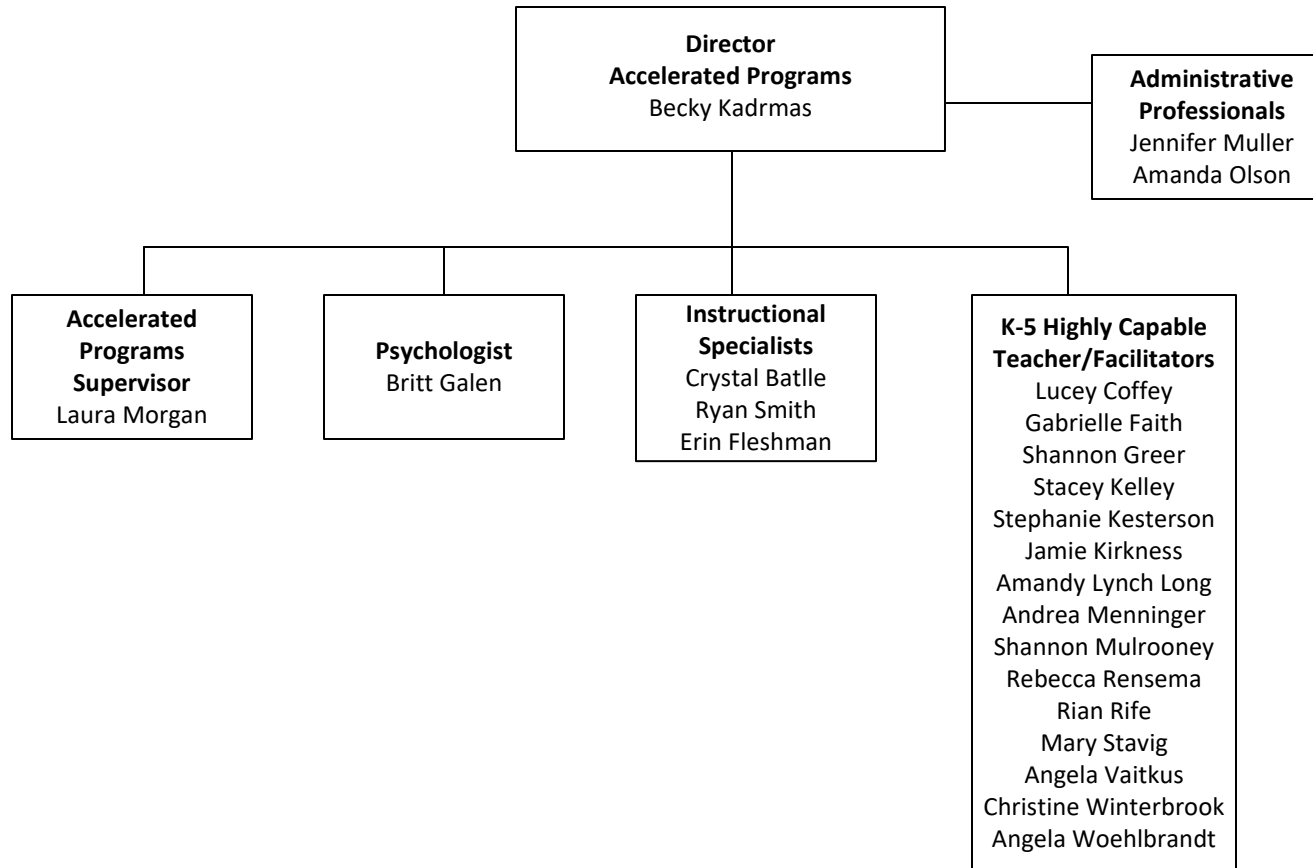 Director
Accelerated Programs
Becky Kadrmas
Administrative
Professionals
Jennifer Muller
Amanda Olson
Accelerated
Programs
Supervisor
Laura Morgan
Psychologist
Britt Galen
Instructional
Specialists
Crystal Batlle
Ryan Smith
Erin Fleshman
K-5 Highly Capable
Teacher/Facilitators
Lucey Coffey
Gabrielle Faith
Shannon Greer
Stacey Kelley
Stephanie Kesterson
Jamie Kirkness
Amandy Lynch Long
Andrea Menninger
Shannon Mulrooney
Rebecca Rensema
Rian Rife
Mary Stavig
Angela Vaitkus
Christine Winterbrook
Angela Woehlbrandt